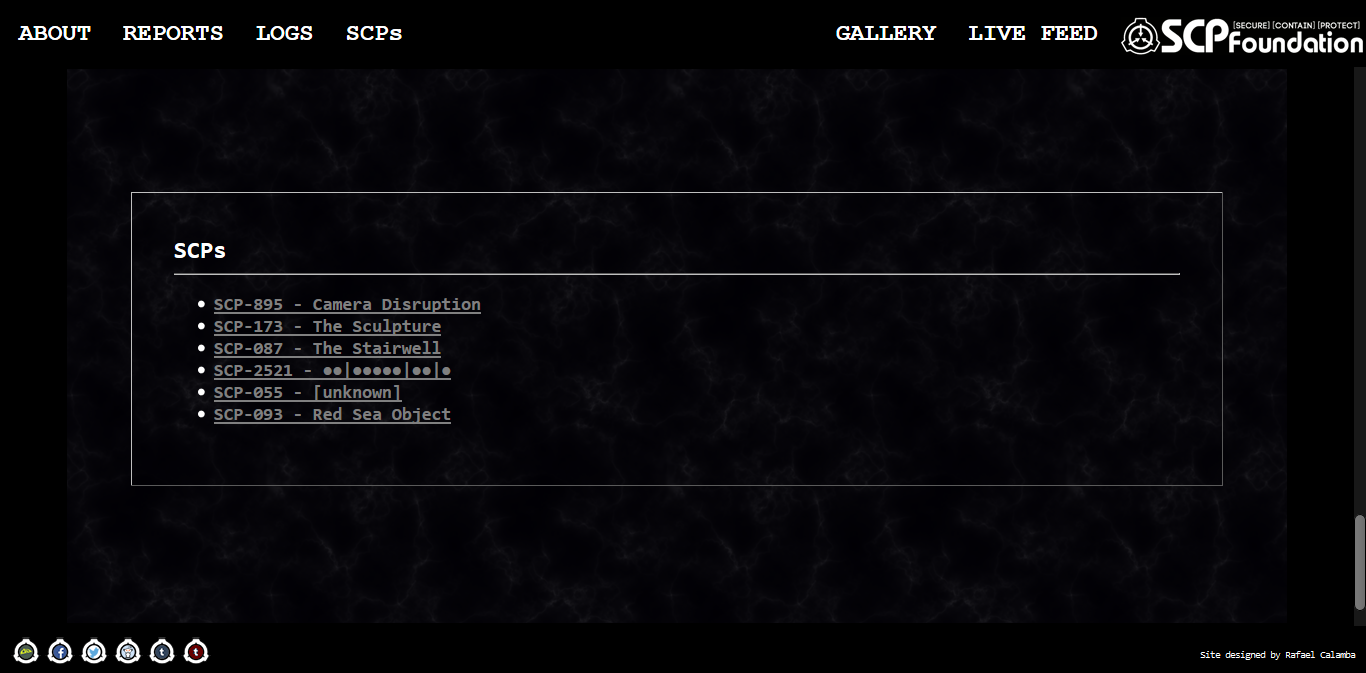 ABOUT REPORTS LOGS SCPs GALLERY LIVE FEED
[SECURE] [CONTAIN] [PROTECT]
SCP Foundation
SCPs
SCP-895 - Camera Disruption
SCP-173 - The Sculpture
SCP-087 - The Stairwell
SCP-2521 - ●●|●●●●●|●●|●
SCP-055 - [unknown]
SCP-093 - Red Sea Object
f t t
Site designed by Rafael Calamba